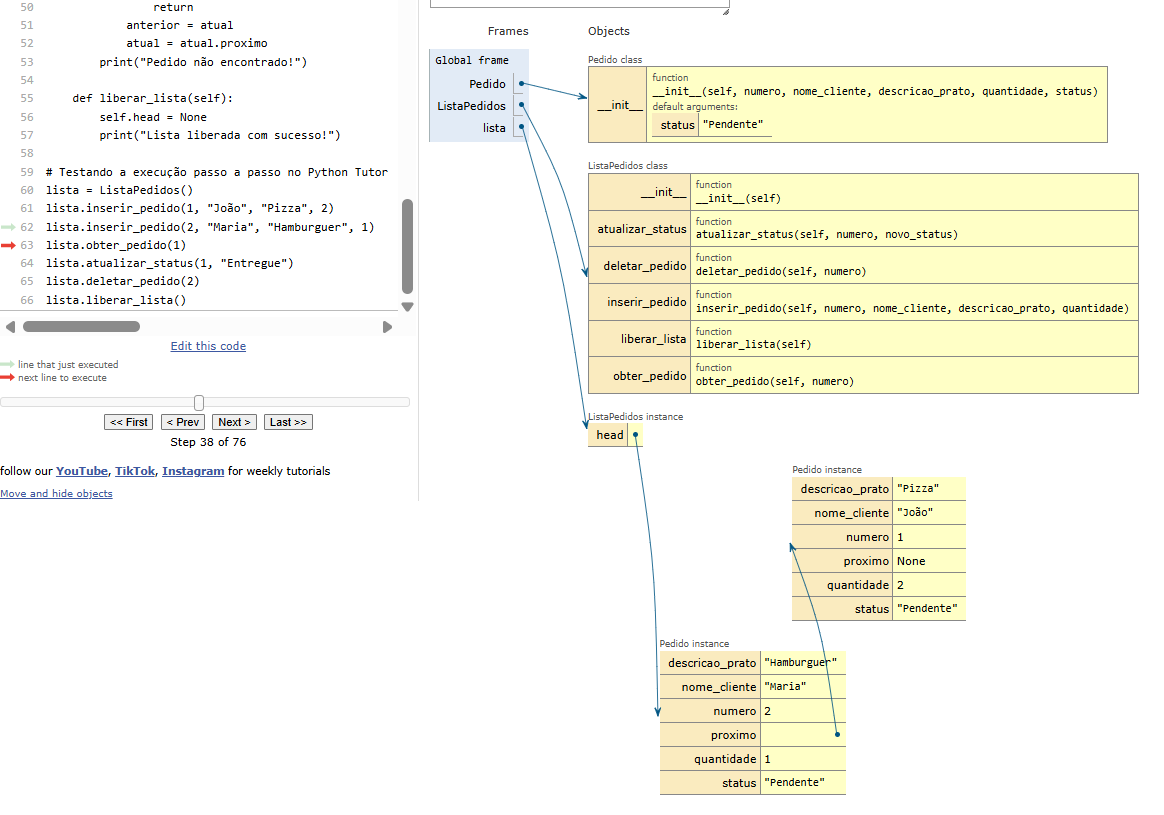 50                 return
51             anterior = atual
52             atual = atual.proximo
53         print("Pedido não encontrado!")
54
55     def liberar_lista(self):
56         self.head = None
57         print("Lista liberada com sucesso!")
58
59 # Testando a execução passo a passo no Python Tutor
60 lista = ListaPedidos()
61 lista.inserir_pedido(1, "João", "Pizza", 2)
62 lista.inserir_pedido(2, "Maria", "Hamburguer", 1)
63 lista.obter_pedido(1)
64 lista.atualizar_status(1, "Entregue")
65 lista.deletar_pedido(2)
66 lista.liberar_lista()
Edit this code
line that just executed
next line to execute
<< First < Prev Next > Last >>
Step 38 of 76
follow our YouTube, TikTok, Instagram for weekly tutorials
Move and hide objects
Frames Objects
Global frame
Pedido
ListaPedidos
lista
Pedido class
__init__
function
__init__(self, numero, nome_cliente, descricao_prato, quantidade, status)
default arguments:
status "Pendente"
ListaPedidos class
__init__
function
__init__(self)
atualizar_status
function
atualizar_status(self, numero, novo_status)
deletar_pedido
function
deletar_pedido(self, numero)
inserir_pedido
function
inserir_pedido(self, numero, nome_cliente, descricao_prato, quantidade)
liberar_lista
function
liberar_lista(self)
obter_pedido
function
obter_pedido(self, numero)
ListaPedidos instance
head
Pedido instance
descricao_prato "Pizza"
nome_cliente "João"
numero 1
proximo None
quantidade 2
status "Pendente"
Pedido instance
descricao_prato "Hamburguer"
nome_cliente "Maria"
numero 2
proximo
quantidade 1
status "Pendente"